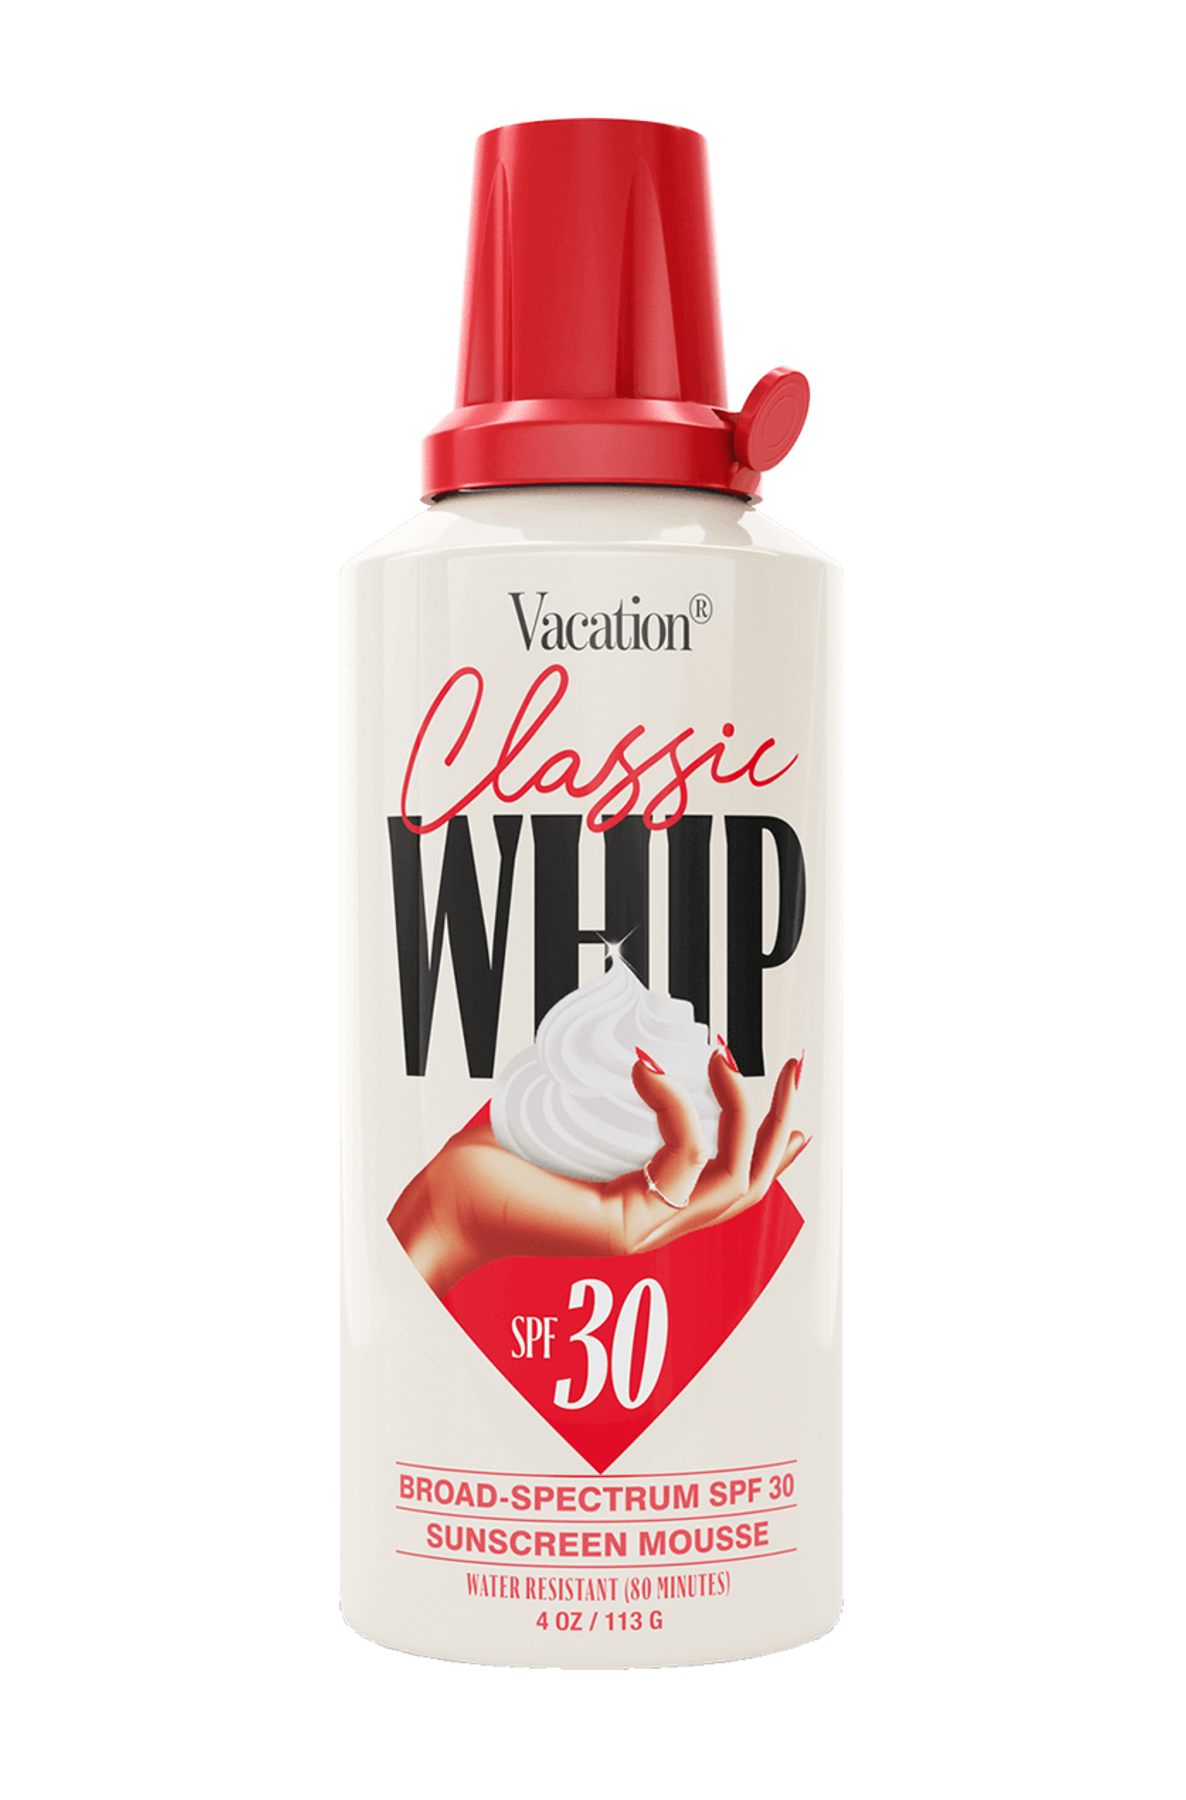 Vacation®
Classic
WHIP
SPF 30
BROAD-SPECTRUM SPF 30
SUNSCREEN MOUSSE
WATER RESISTANT (80 MINUTES)
4 OZ / 113 G